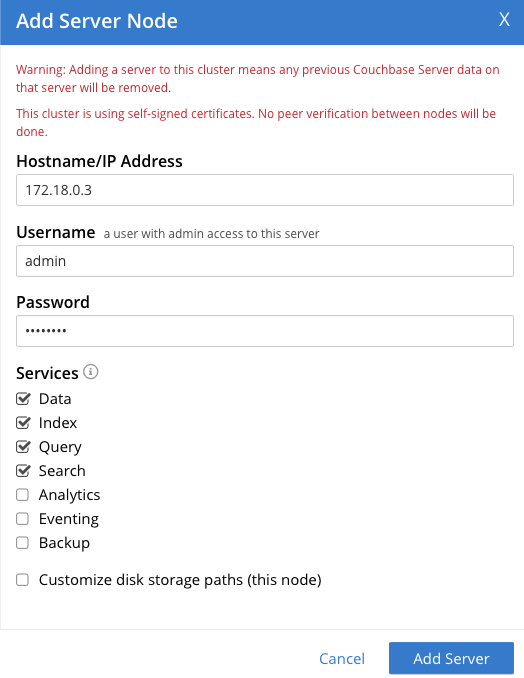 Add Server Node X
Warning: Adding a server to this cluster means any previous Couchbase Server data on
that server will be removed.
This cluster is using self-signed certificates. No peer verification between nodes will be
done.
Hostname/IP Address
172.18.0.3
Username a user with admin access to this server
admin
Password
••••••••
Services
Data
Index
Query
Search
Analytics
Eventing
Backup
Customize disk storage paths (this node)
Cancel Add Server